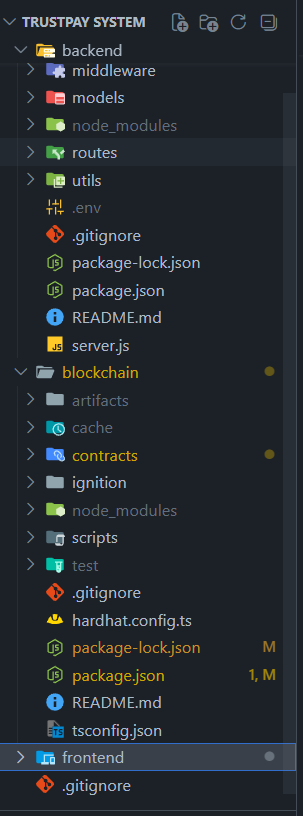 TRUSTPAY SYSTEM
backend
middleware
models
node_modules
routes
utils
.env
.gitignore
package-lock.json
package.json
README.md
JS server.js
blockchain
artifacts
cache
contracts
ignition
node_modules
scripts
test
.gitignore
hardhat.config.ts
package-lock.json M
package.json 1, M
README.md
TS tsconfig.json
frontend
.gitignore